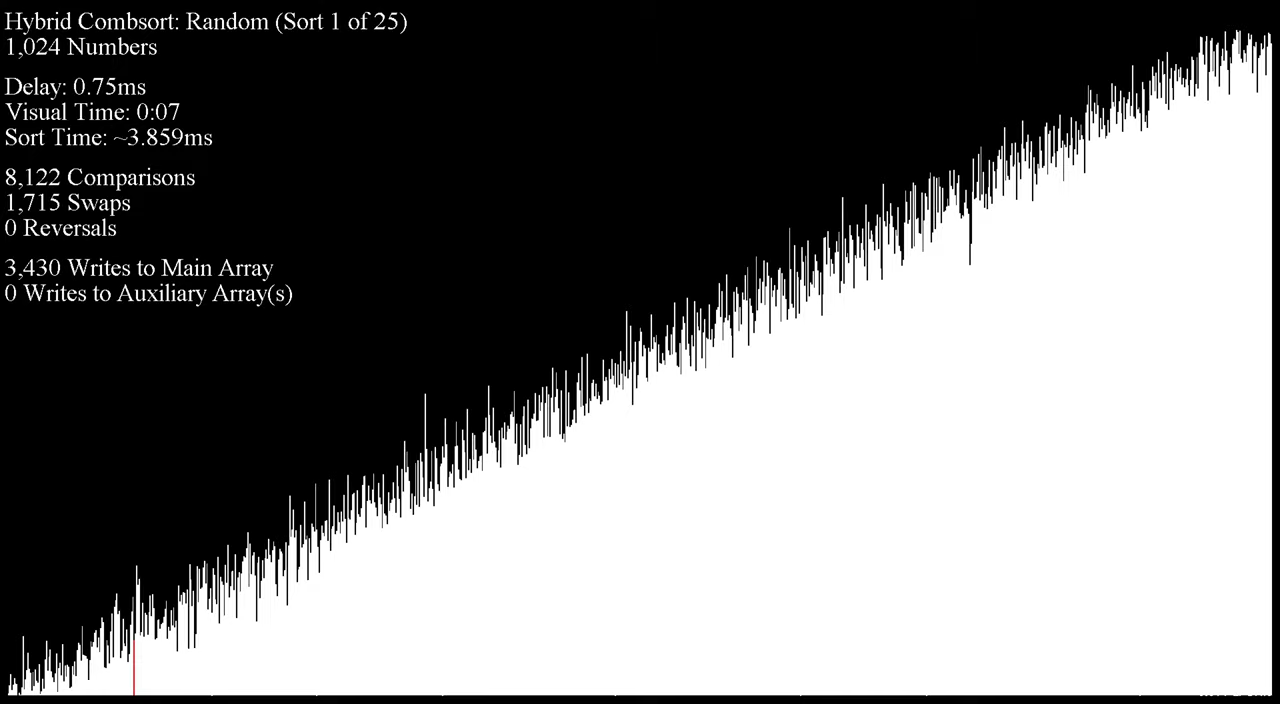 Hybrid Combsort: Random (Sort 1 of 25)
1,024 Numbers
Delay: 0.75ms
Visual Time: 0:07
Sort Time: ~3.859ms
8,122 Comparisons
1,715 Swaps
0 Reversals
3,430 Writes to Main Array
0 Writes to Auxiliary Array(s)